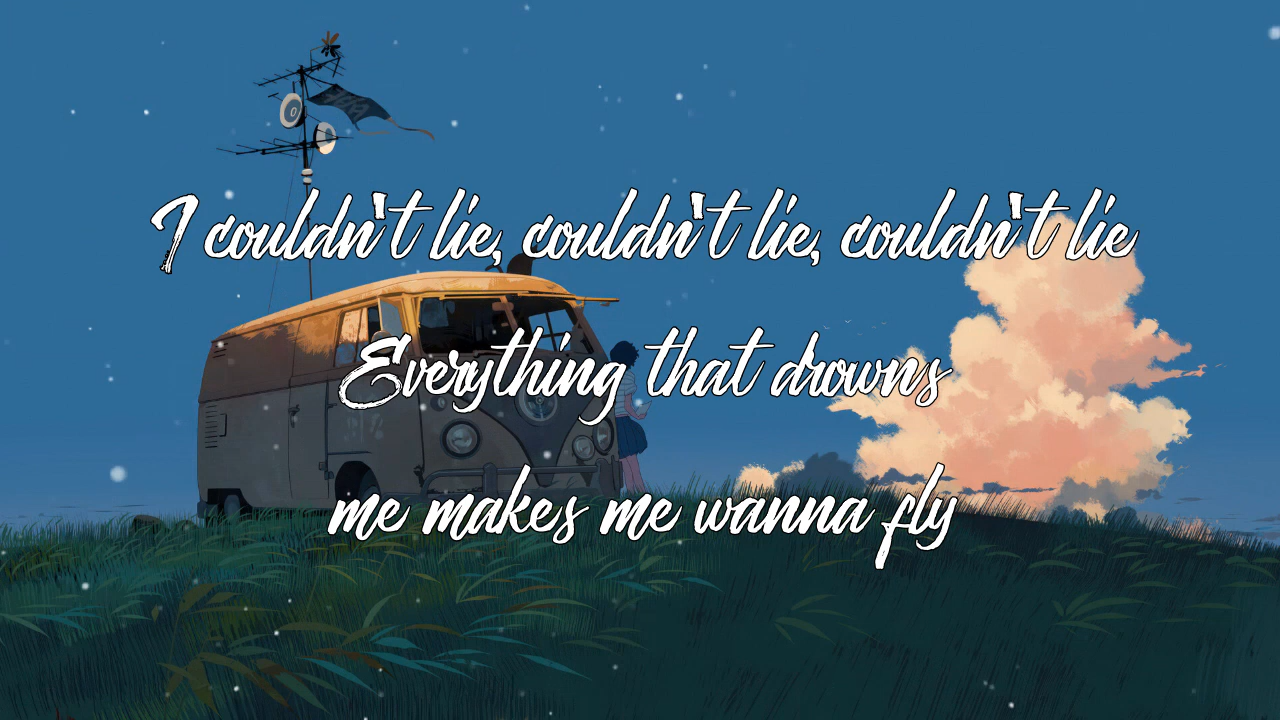 I couldn't lie, couldn't lie, couldn't lie
Everything that drowns
me makes me wanna fly